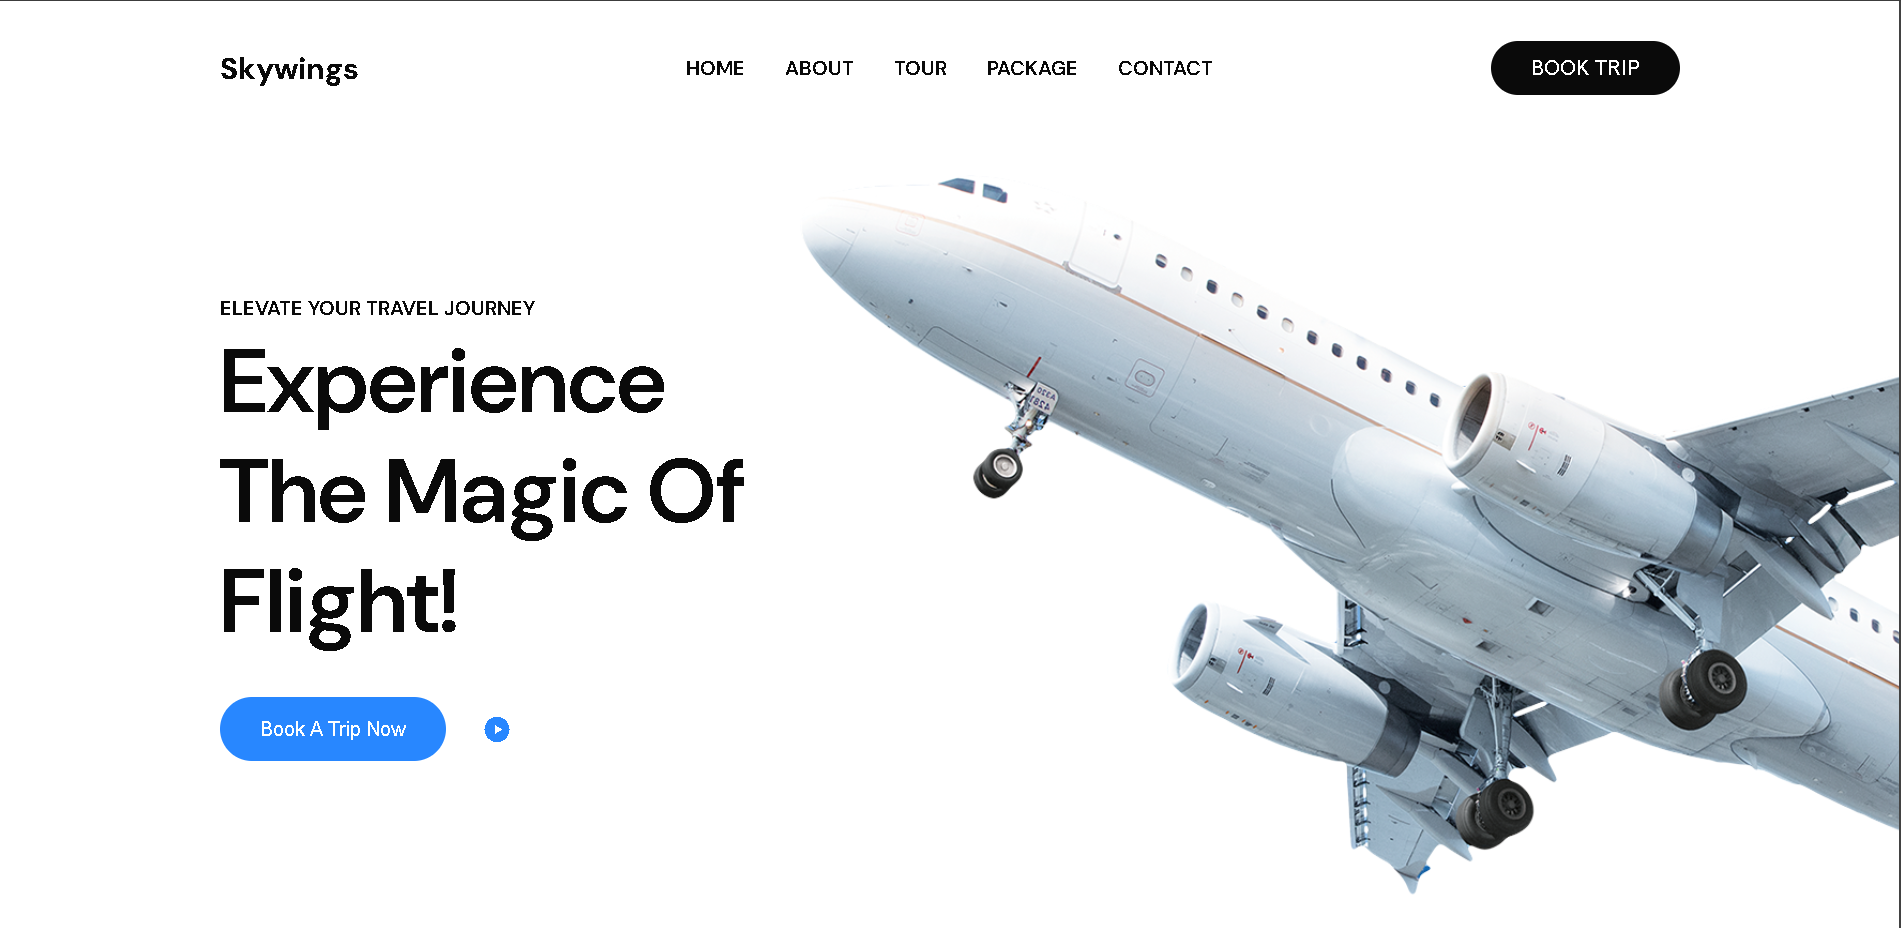 Skywings
HOME ABOUT TOUR PACKAGE CONTACT
BOOK TRIP
ELEVATE YOUR TRAVEL JOURNEY
Experience
The Magic Of
Flight!
Book A Trip Now